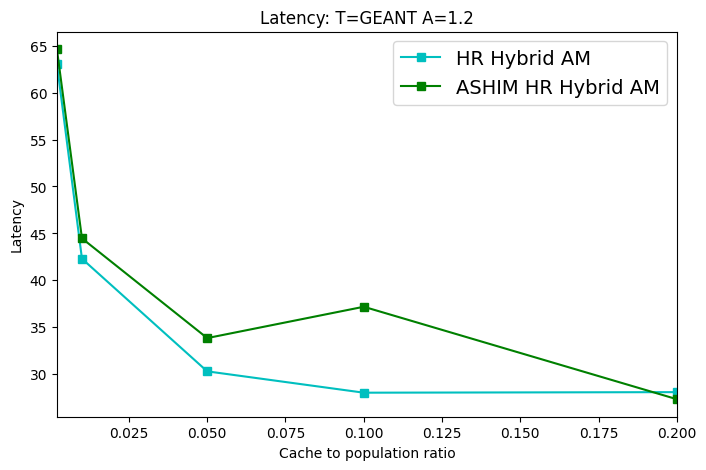 Latency: T=GEANT A=1.2
HR Hybrid AM
ASHIM HR Hybrid AM
65
60
55
50
45
40
35
30
Latency
0.025 0.050 0.075 0.100 0.125 0.150 0.175 0.200
Cache to population ratio